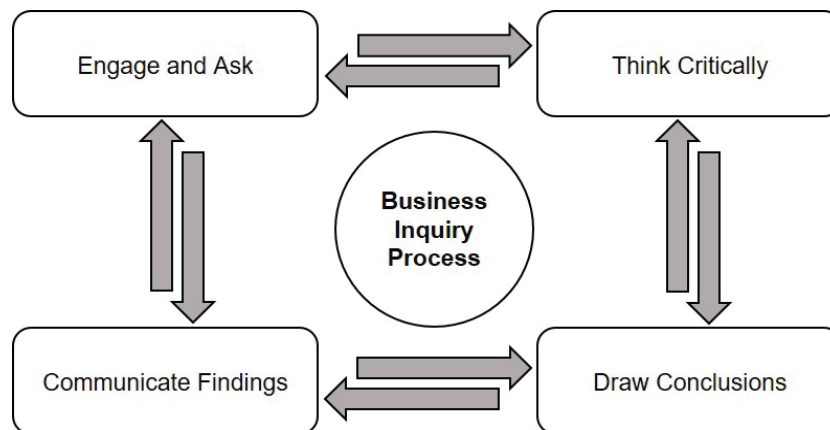 Engage and Ask
Think Critically
Business
Inquiry
Process
Communicate Findings
Draw Conclusions